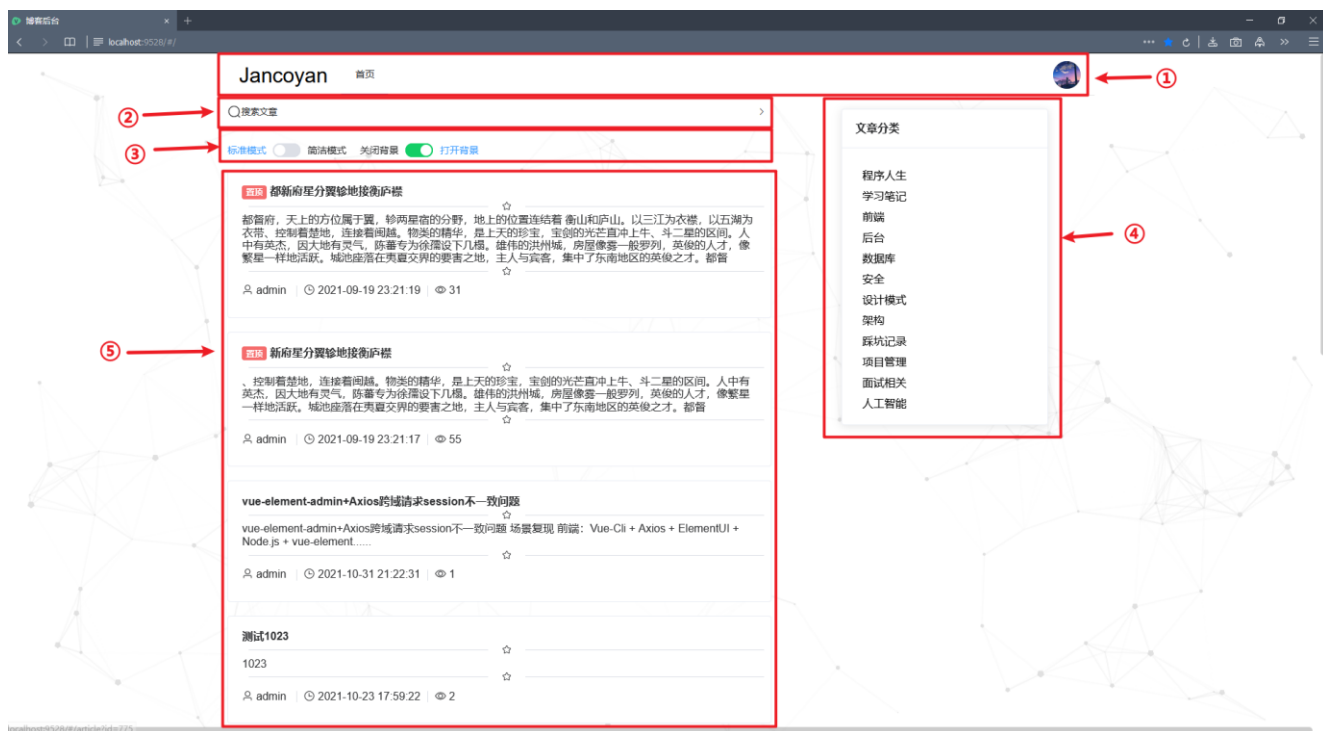 博客后台
localhost:9528/#/
Jancoyan 首页
①
②
搜索文章
③
标准模式 简洁模式 关闭背景 打开背景
文章分类
程序人生
学习笔记
前端
后台
数据库
安全
设计模式
架构
踩坑记录
项目管理
面试相关
人工智能
④
⑤
置顶 都新府星分翼轸地接衡庐襟
都督府，天上的方位属于翼，轸两星宿的分野，地上的位置连结着 衡山和庐山。以三江为衣襟，以五湖为
衣带、控制着楚地，连接着闽越。物类的精华，是上天的珍宝，宝剑的光芒直冲上牛、斗二星的区间。人
中有英杰，因大地有灵气，陈蕃专为徐孺设下几榻。雄伟的洪州城，房屋像雾一般罗列，英俊的人才，像
繁星一样地活跃。城池座落在夷夏交界的要害之地，主人与宾客，集中了东南地区的英俊之才。都督
admin 2021-09-19 23:21:19 31
置顶 新府星分翼轸地接衡庐襟
、控制着楚地，连接着闽越。物类的精华，是上天的珍宝，宝剑的光芒直冲上牛、斗二星的区间。人中有
英杰，因大地有灵气，陈蕃专为徐孺设下几榻。雄伟的洪州城，房屋像雾一般罗列，英俊的人才，像繁星
一样地活跃。城池座落在夷夏交界的要害之地，主人与宾客，集中了东南地区的英俊之才。都督
admin 2021-09-19 23:21:17 55
vue-element-admin+Axios跨域请求session不一致问题
vue-element-admin+Axios跨域请求session不一致问题 场景复现 前端：Vue-Cli + Axios + ElementUI +
Node.js + vue-element......
admin 2021-10-31 21:22:31 1
测试1023
1023
admin 2021-10-23 17:59:22 2
localhost:9528/#/article?id=775